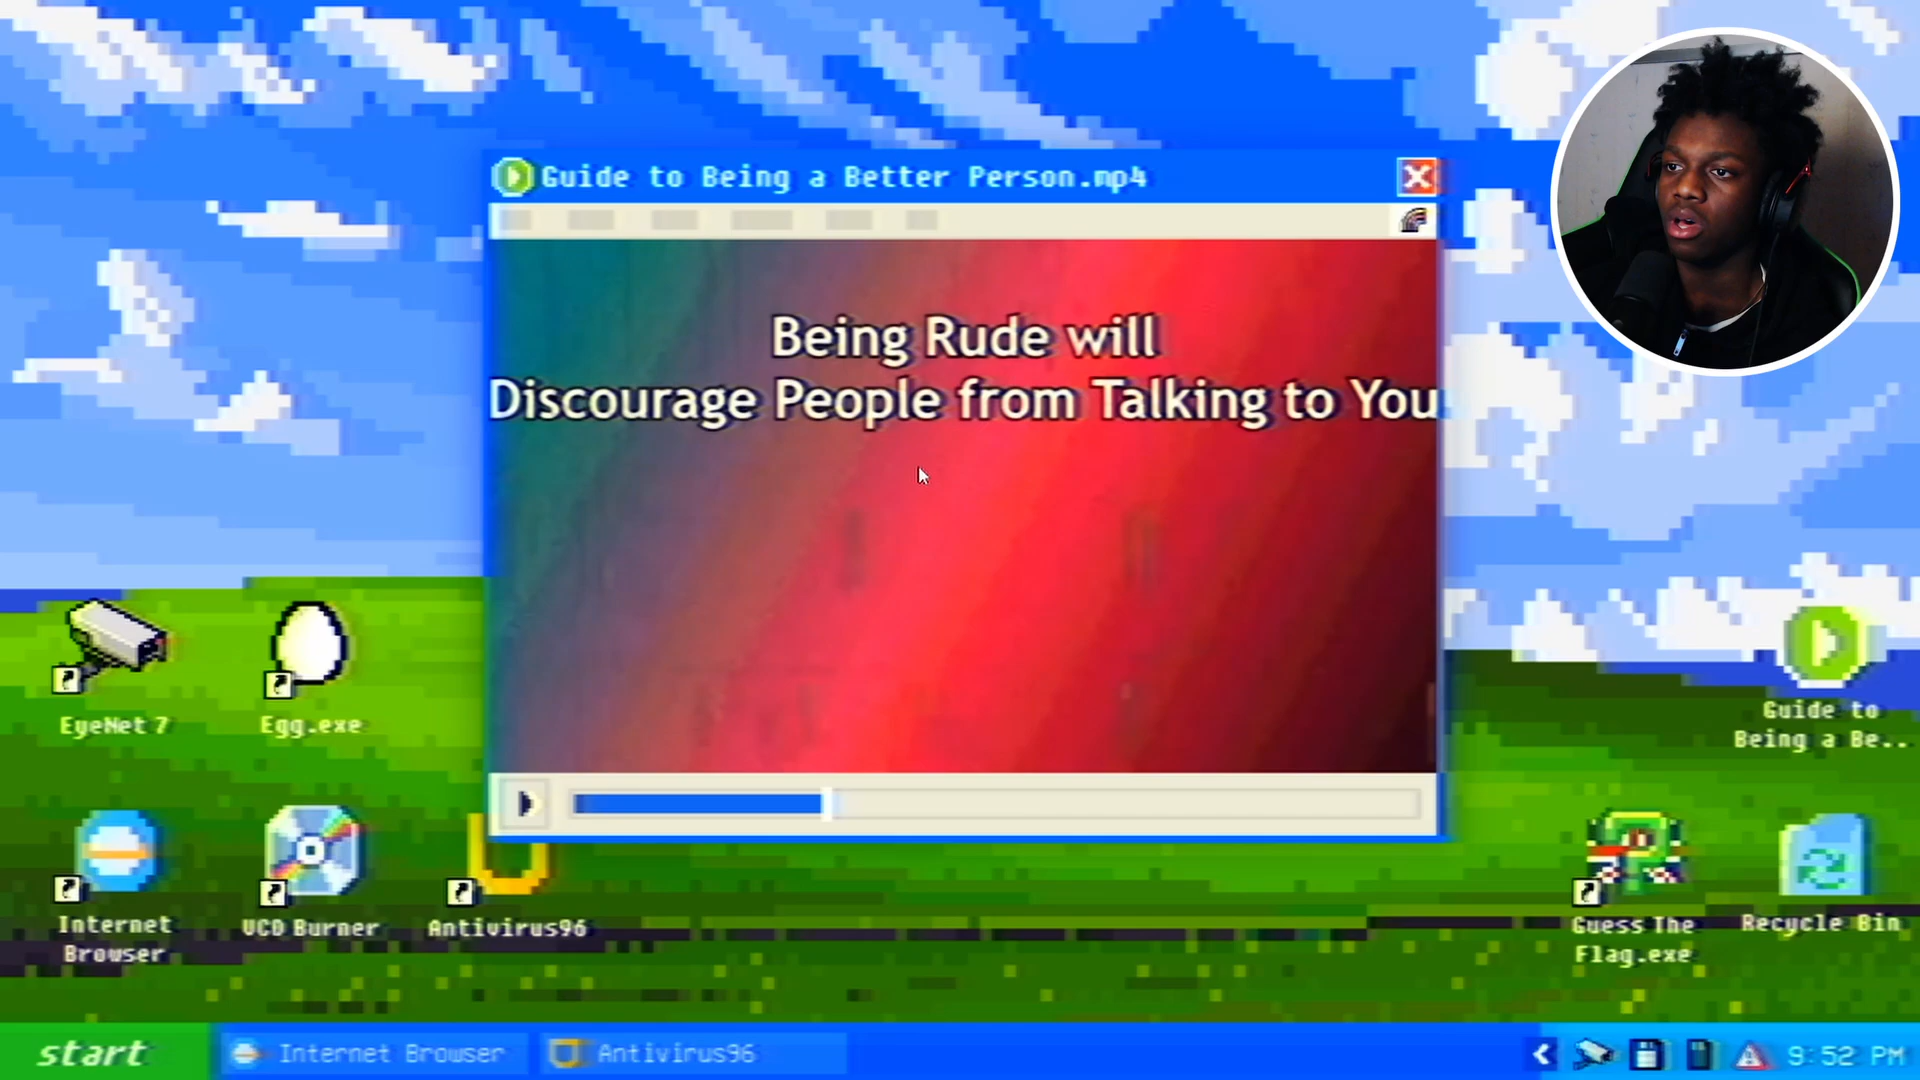 Guide to Being a Better Person.mp4
Being Rude will
Discourage People from Talking to You
EyeNet 7
Egg.exe
Guide to
Being a Be..
Internet
Browser
VCD Burner
Antivirus96
Guess The
Flag.exe
Recycle Bin
start
Internet Browser
Antivirus96
9:52 PM